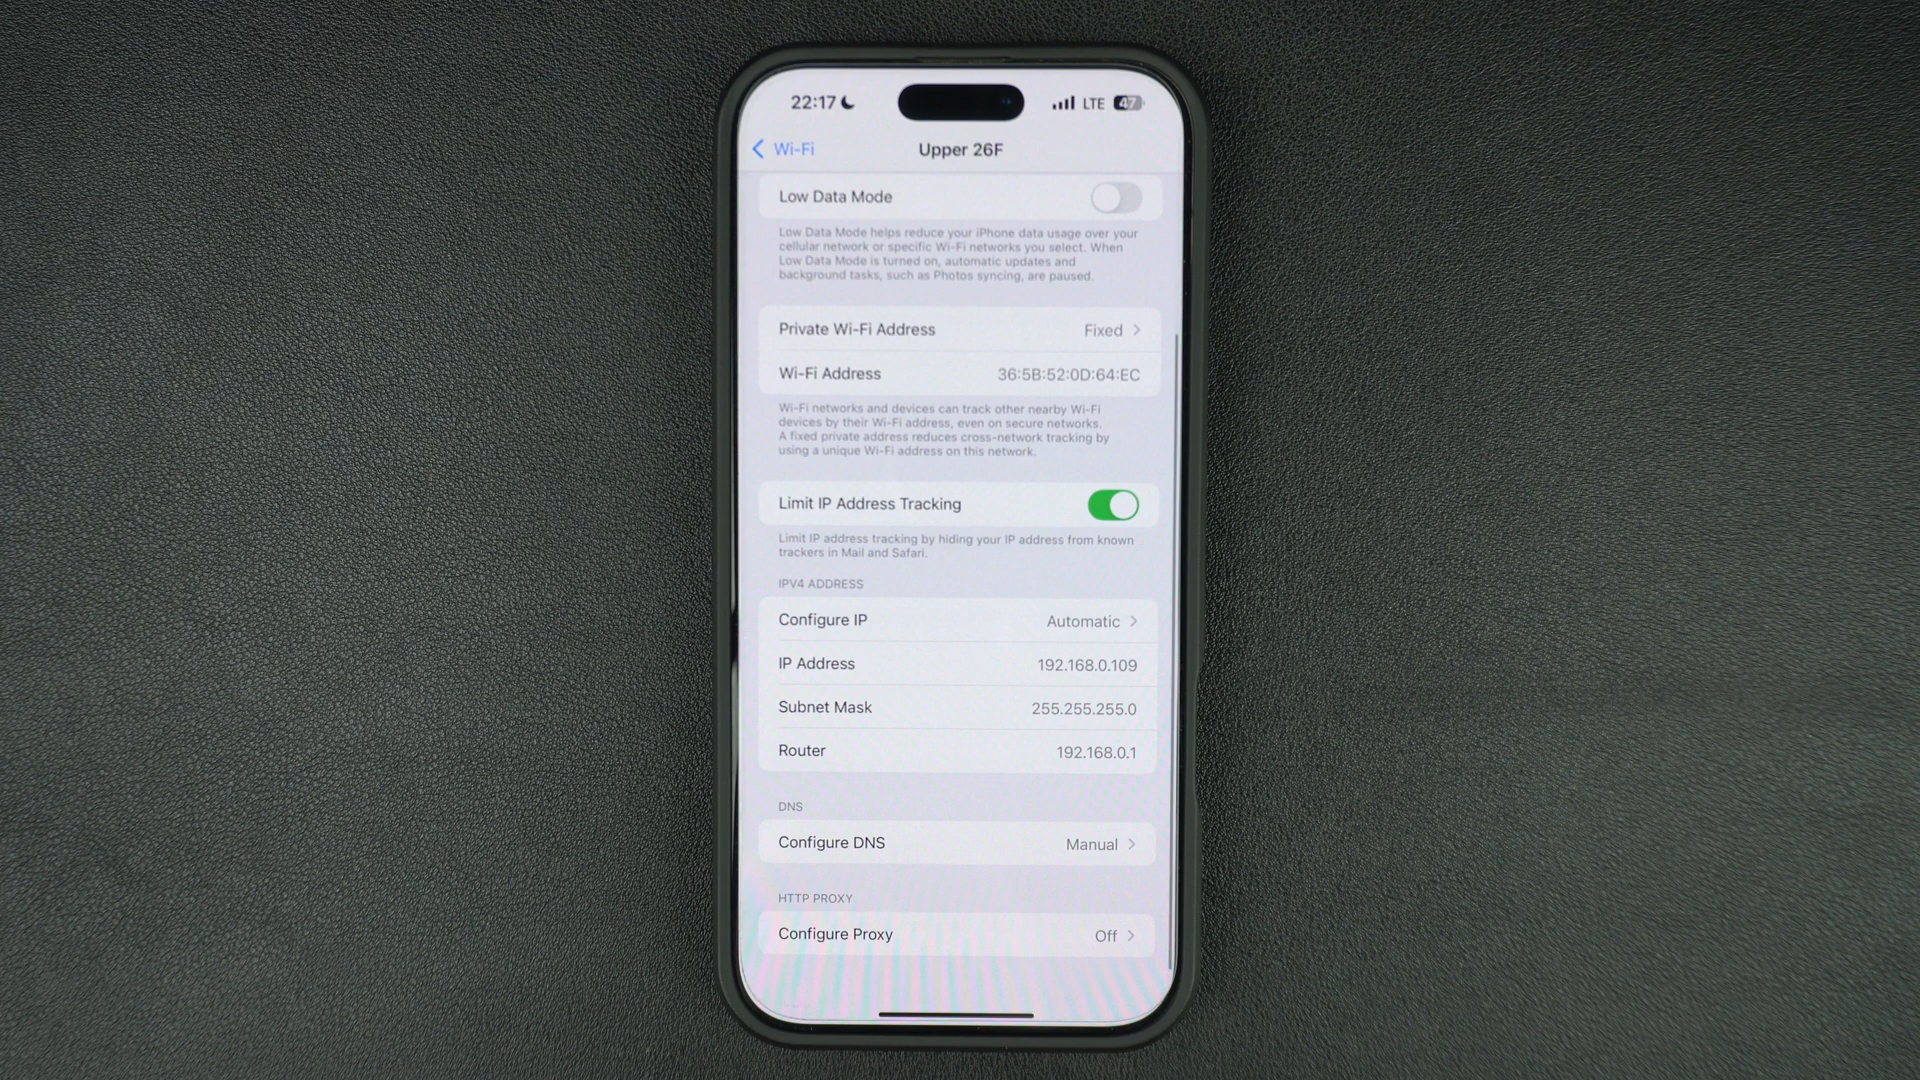 22:17 LTE 47
Wi-Fi Upper 26F
Low Data Mode
Low Data Mode helps reduce your iPhone data usage over your
cellular network or specific Wi-Fi networks you select. When
Low Data Mode is turned on, automatic updates and
background tasks, such as Photos syncing, are paused.
Private Wi-Fi Address Fixed
Wi-Fi Address 36:5B:52:0D:64:EC
Wi-Fi networks and devices can track other nearby Wi-Fi
devices by their Wi-Fi address, even on secure networks.
A fixed private address reduces cross-network tracking by
using a unique Wi-Fi address on this network.
Limit IP Address Tracking
Limit IP address tracking by hiding your IP address from known
trackers in Mail and Safari.
IPV4 ADDRESS
Configure IP Automatic
IP Address 192.168.0.109
Subnet Mask 255.255.255.0
Router 192.168.0.1
DNS
Configure DNS Manual
HTTP PROXY
Configure Proxy Off